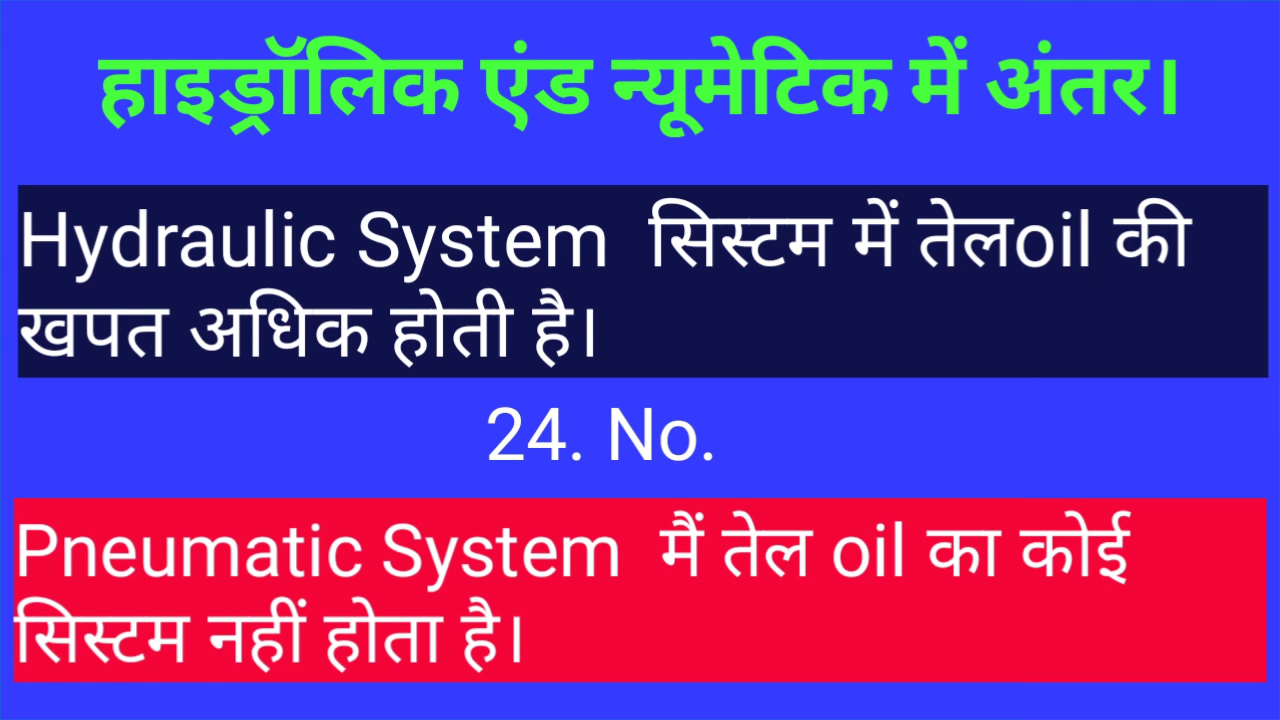 हाइड्रॉलिक एंड न्यूमेटिक में अंतर।
Hydraulic System सिस्टम में तेलoil की
खपत अधिक होती है।
24. No.
Pneumatic System मैं तेल oil का कोई
सिस्टम नहीं होता है।